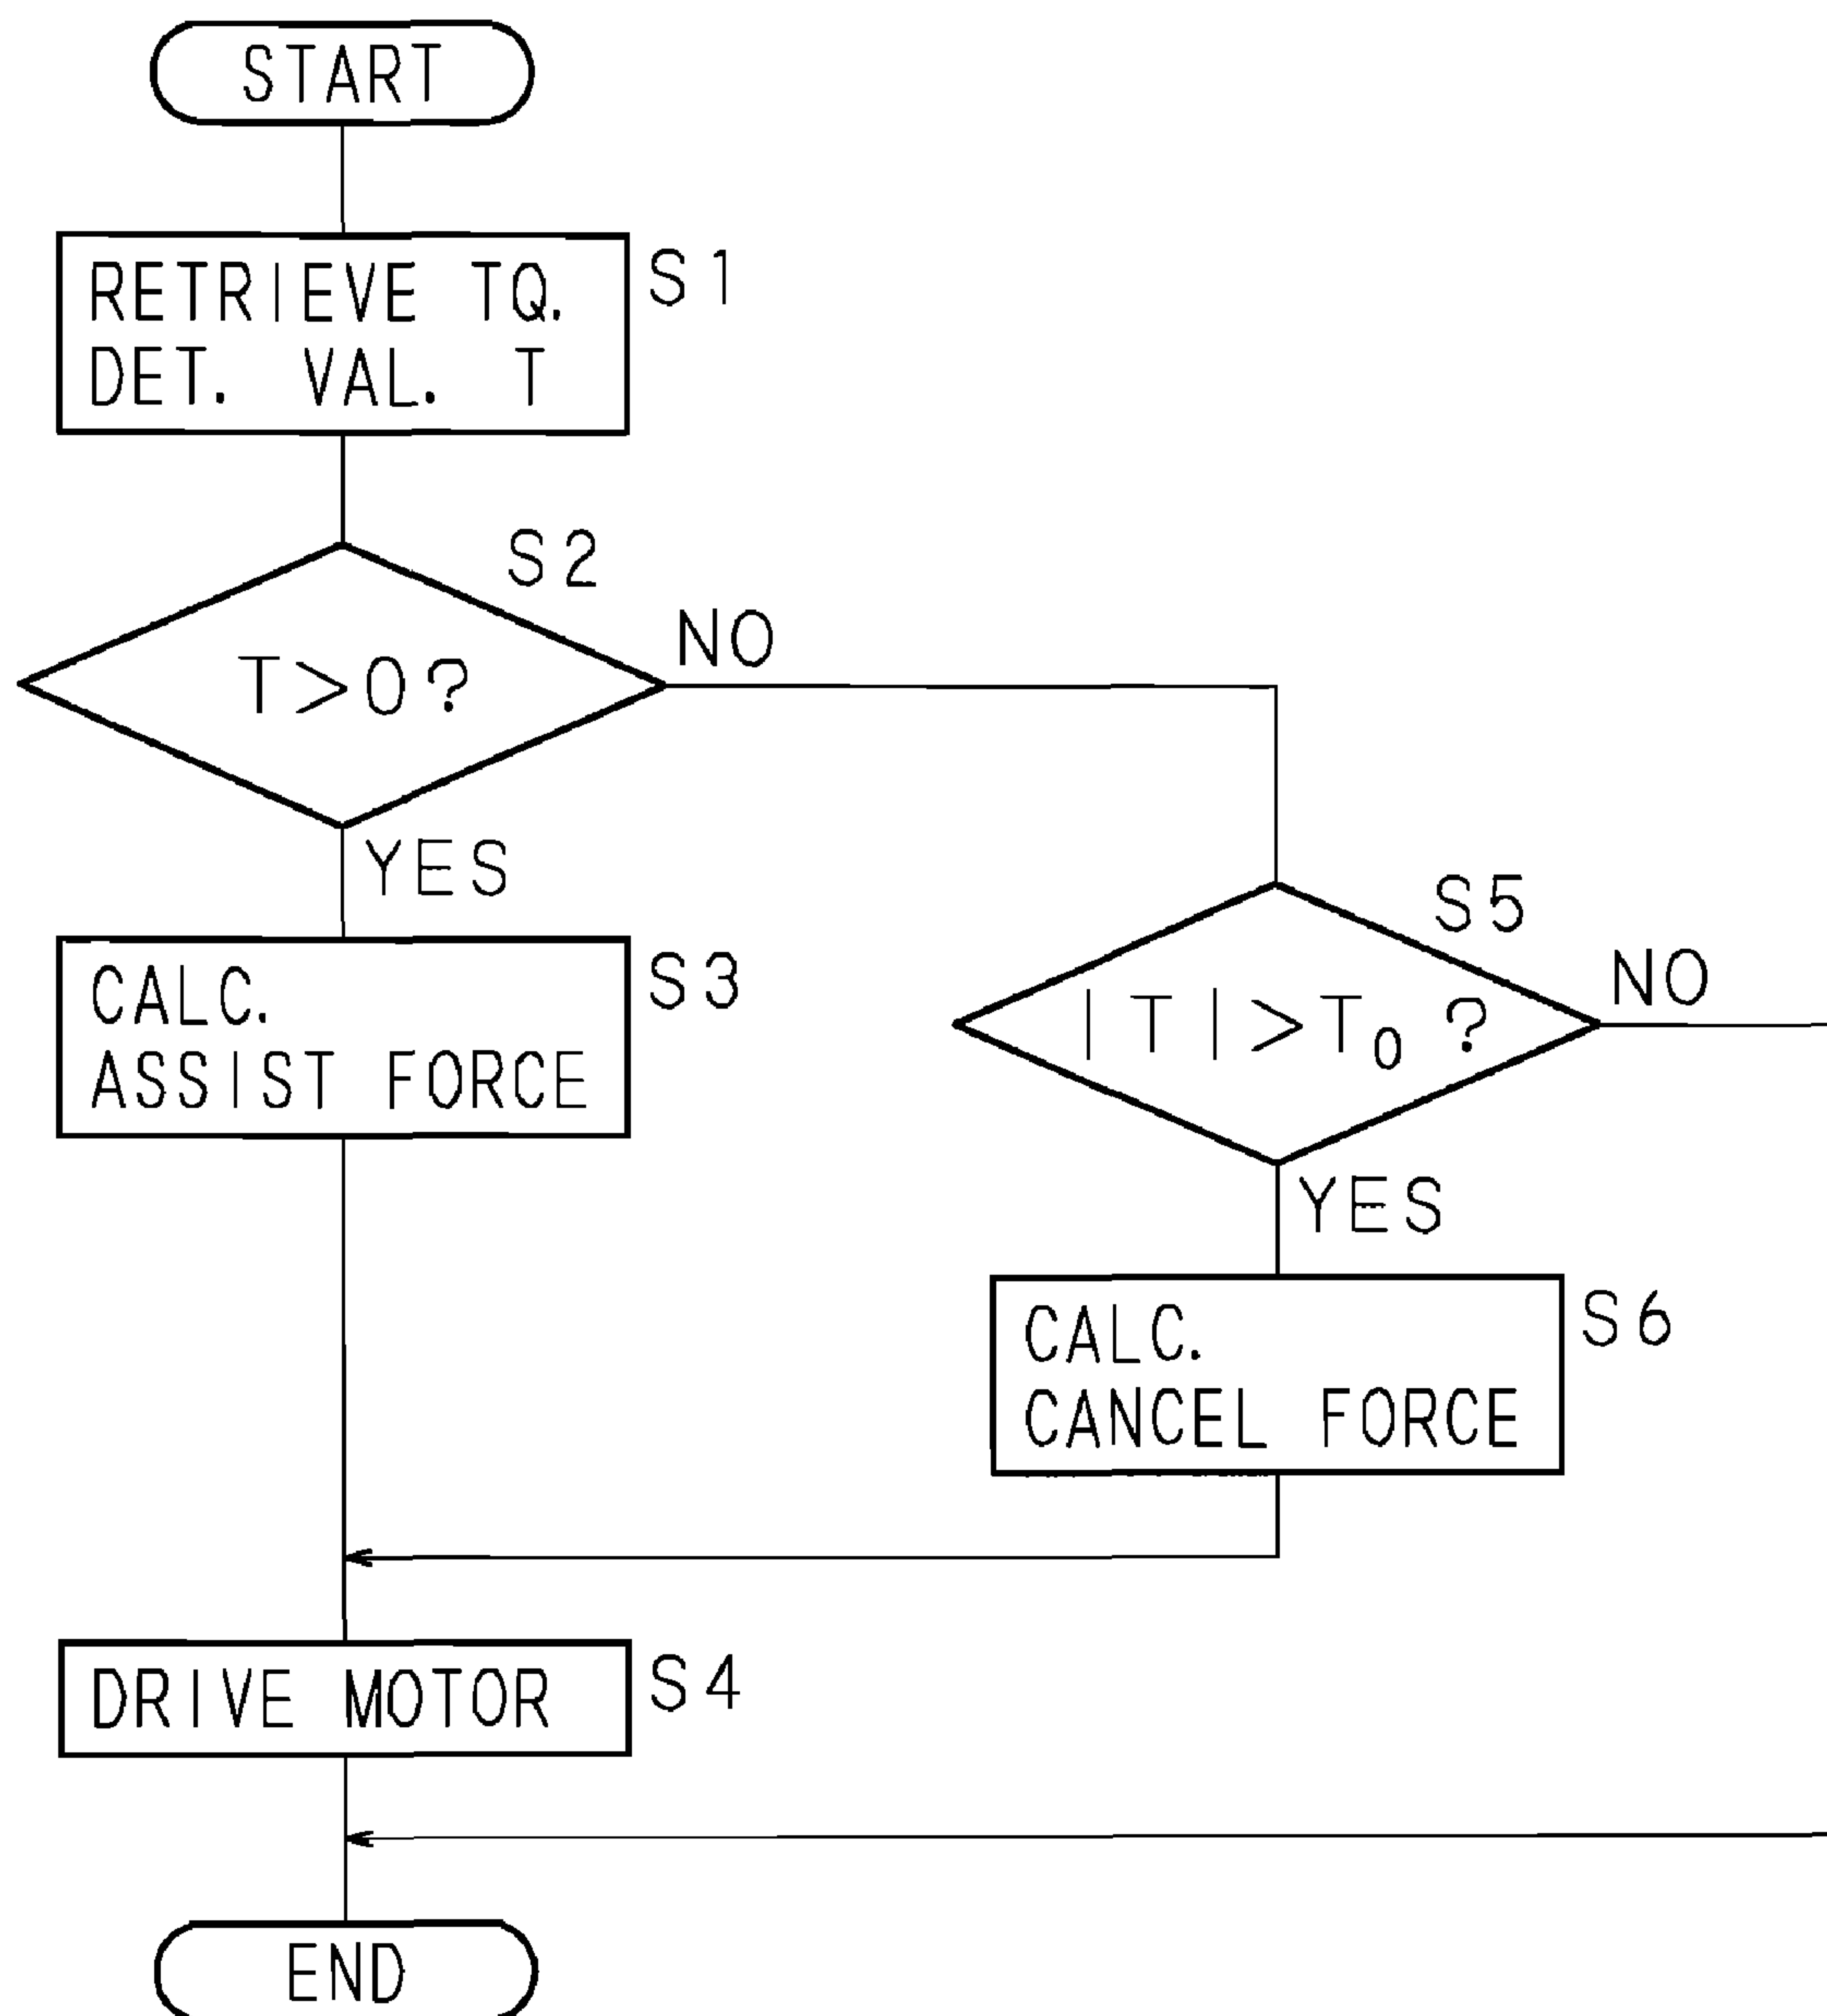 START
RETRIEVE TQ.
DET. VAL. T
S1
S2
T>0?
NO
YES
CALC.
ASSIST FORCE
S3
S5
|T|>T₀ ?
NO
YES
CALC.
CANCEL FORCE
S6
DRIVE MOTOR
S4
END